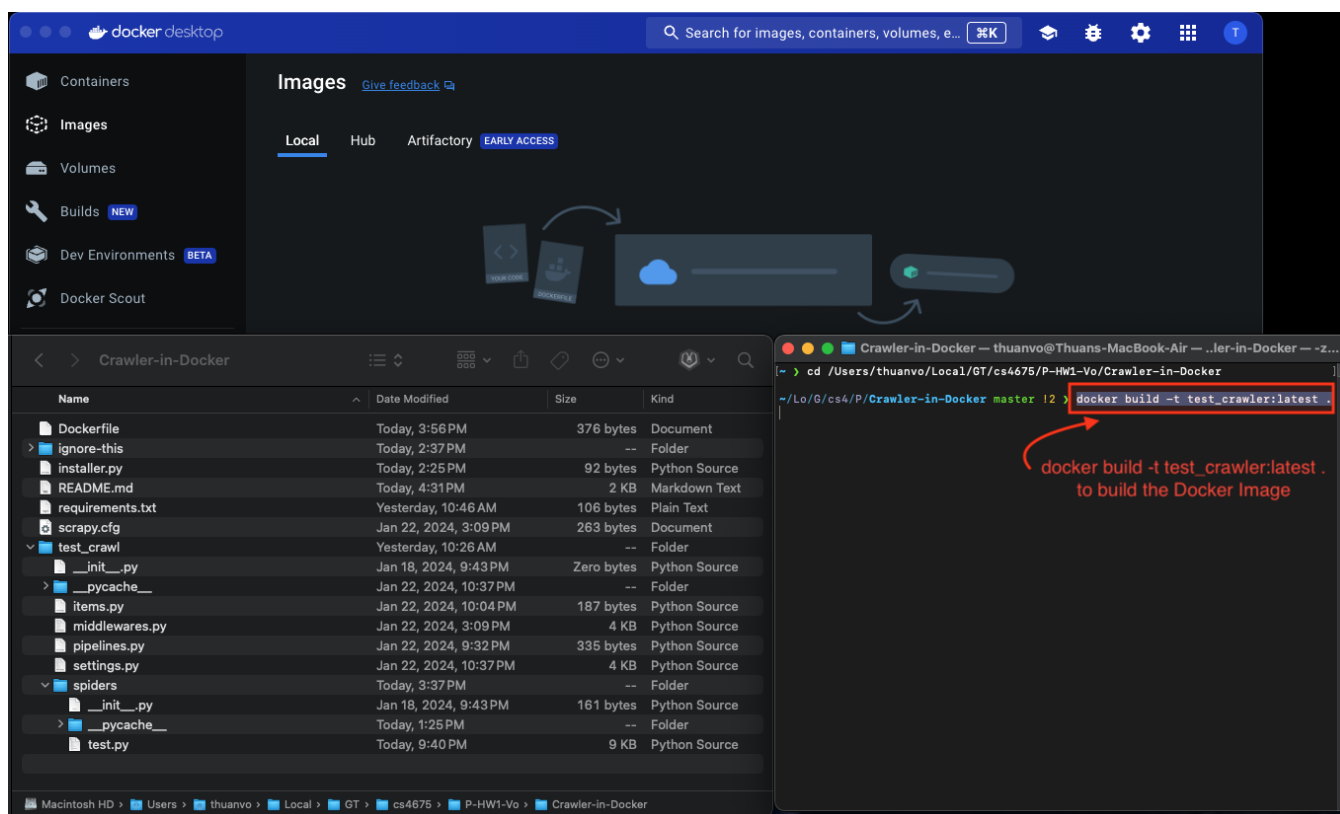 docker desktop
Search for images, containers, volumes, e... ⌘K
T
Containers
Images
Volumes
Builds NEW
Dev Environments BETA
Docker Scout
Images Give feedback
Local Hub Artifactory EARLY ACCESS
YOUR CODE
DOCKERFILE
Crawler-in-Docker
Name Date Modified Size Kind
Dockerfile Today, 3:56 PM 376 bytes Document
ignore-this Today, 2:37 PM -- Folder
installer.py Today, 2:25 PM 92 bytes Python Source
README.md Today, 4:31 PM 2 KB Markdown Text
requirements.txt Yesterday, 10:46 AM 106 bytes Plain Text
scrapy.cfg Jan 22, 2024, 3:09 PM 263 bytes Document
test_crawl Yesterday, 10:26 AM -- Folder
__init__.py Jan 18, 2024, 9:43 PM Zero bytes Python Source
__pycache__ Jan 22, 2024, 10:37 PM -- Folder
items.py Jan 22, 2024, 10:04 PM 187 bytes Python Source
middlewares.py Jan 22, 2024, 3:09 PM 4 KB Python Source
pipelines.py Jan 22, 2024, 9:32 PM 335 bytes Python Source
settings.py Jan 22, 2024, 10:37 PM 4 KB Python Source
spiders Today, 3:37 PM -- Folder
__init__.py Jan 18, 2024, 9:43 PM 161 bytes Python Source
__pycache__ Today, 1:25 PM -- Folder
test.py Today, 9:40 PM 9 KB Python Source
Macintosh HD › Users › thuanvo › Local › GT › cs4675 › P-HW1-Vo › Crawler-in-Docker
Crawler-in-Docker — thuanvo@Thuans-MacBook-Air — ..ler-in-Docker — -z...
[~ ❯ cd /Users/thuanvo/Local/GT/cs4675/P-HW1-Vo/Crawler-in-Docker ]
~/Lo/G/cs4/P/Crawler-in-Docker master !2 ❯ docker build -t test_crawler:latest .
docker build -t test_crawler:latest .
to build the Docker Image